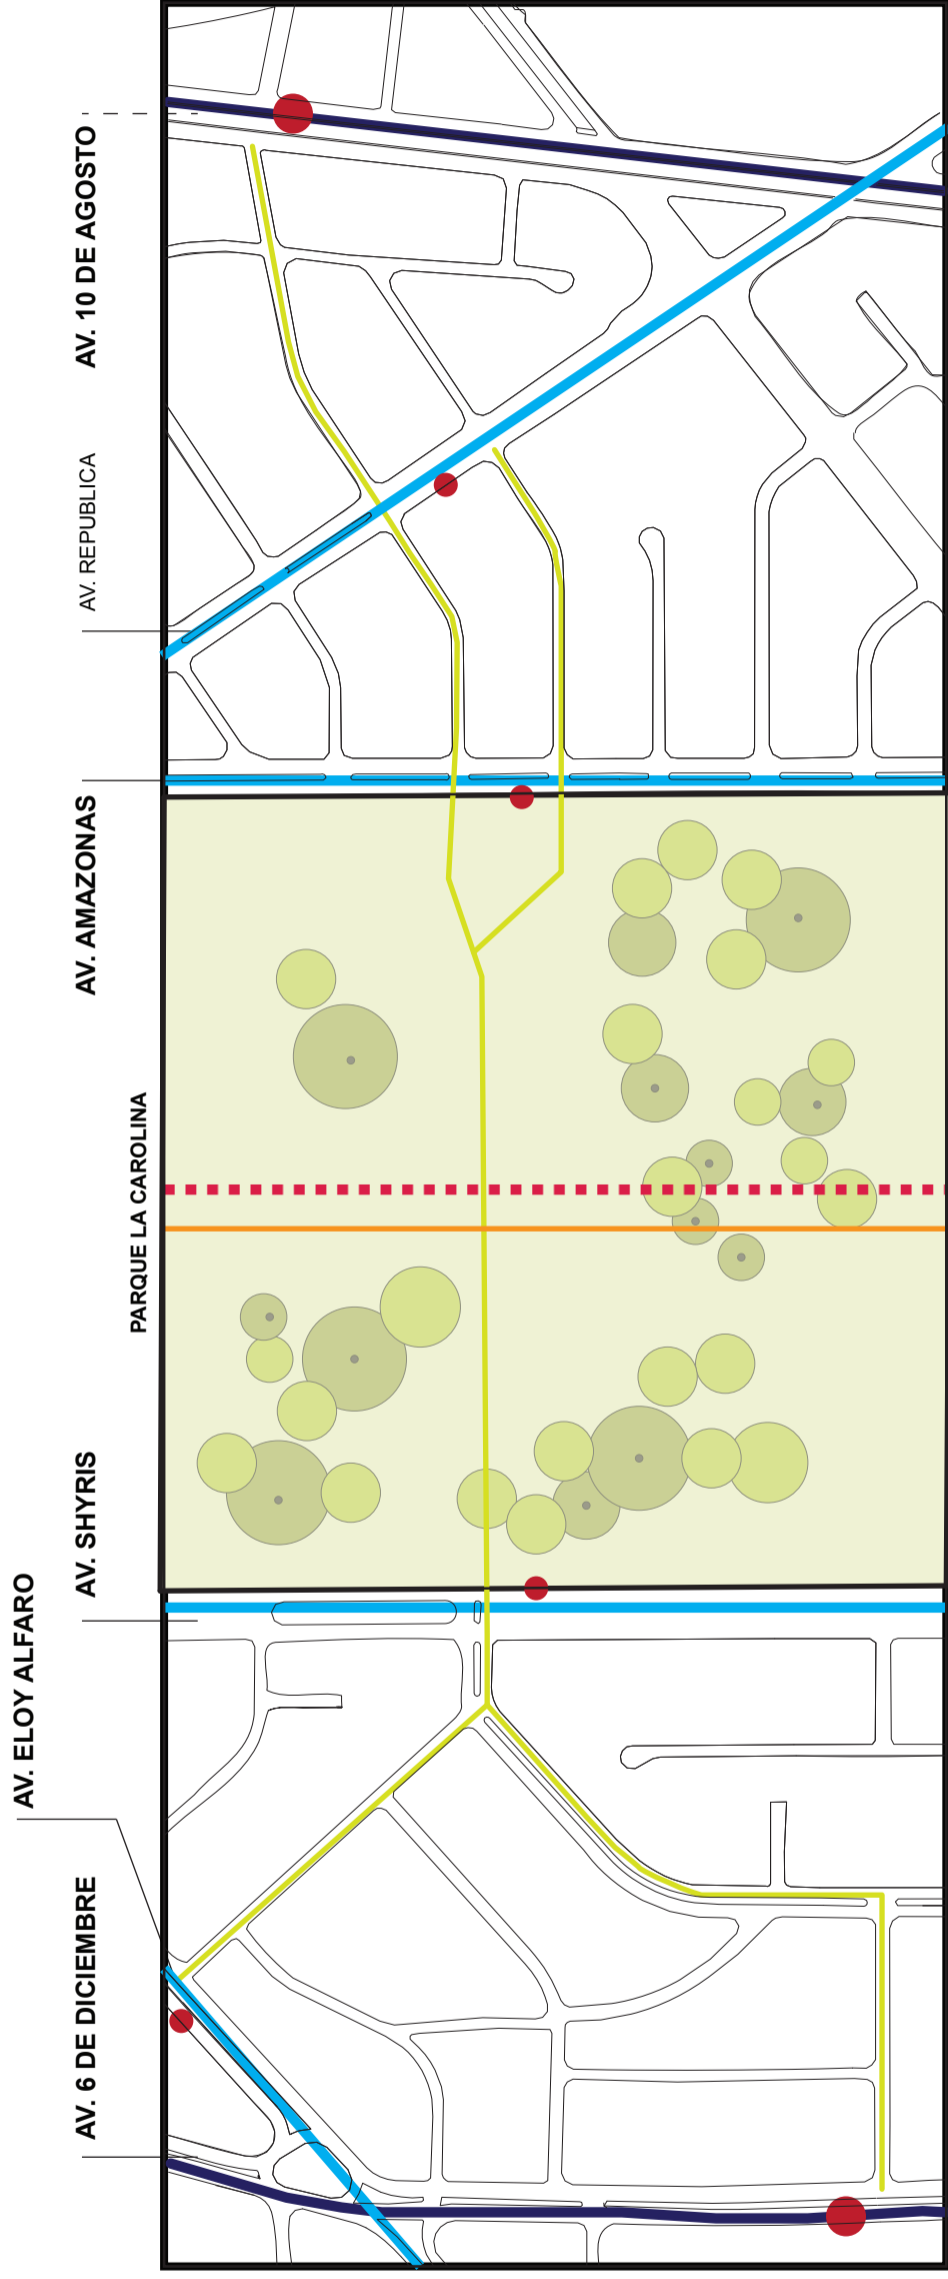 AV. 10 DE AGOSTO
AV. REPUBLICA
AV. AMAZONAS
PARQUE LA CAROLINA
AV. SHYRIS
AV. ELOY ALFARO
AV. 6 DE DICIEMBRE